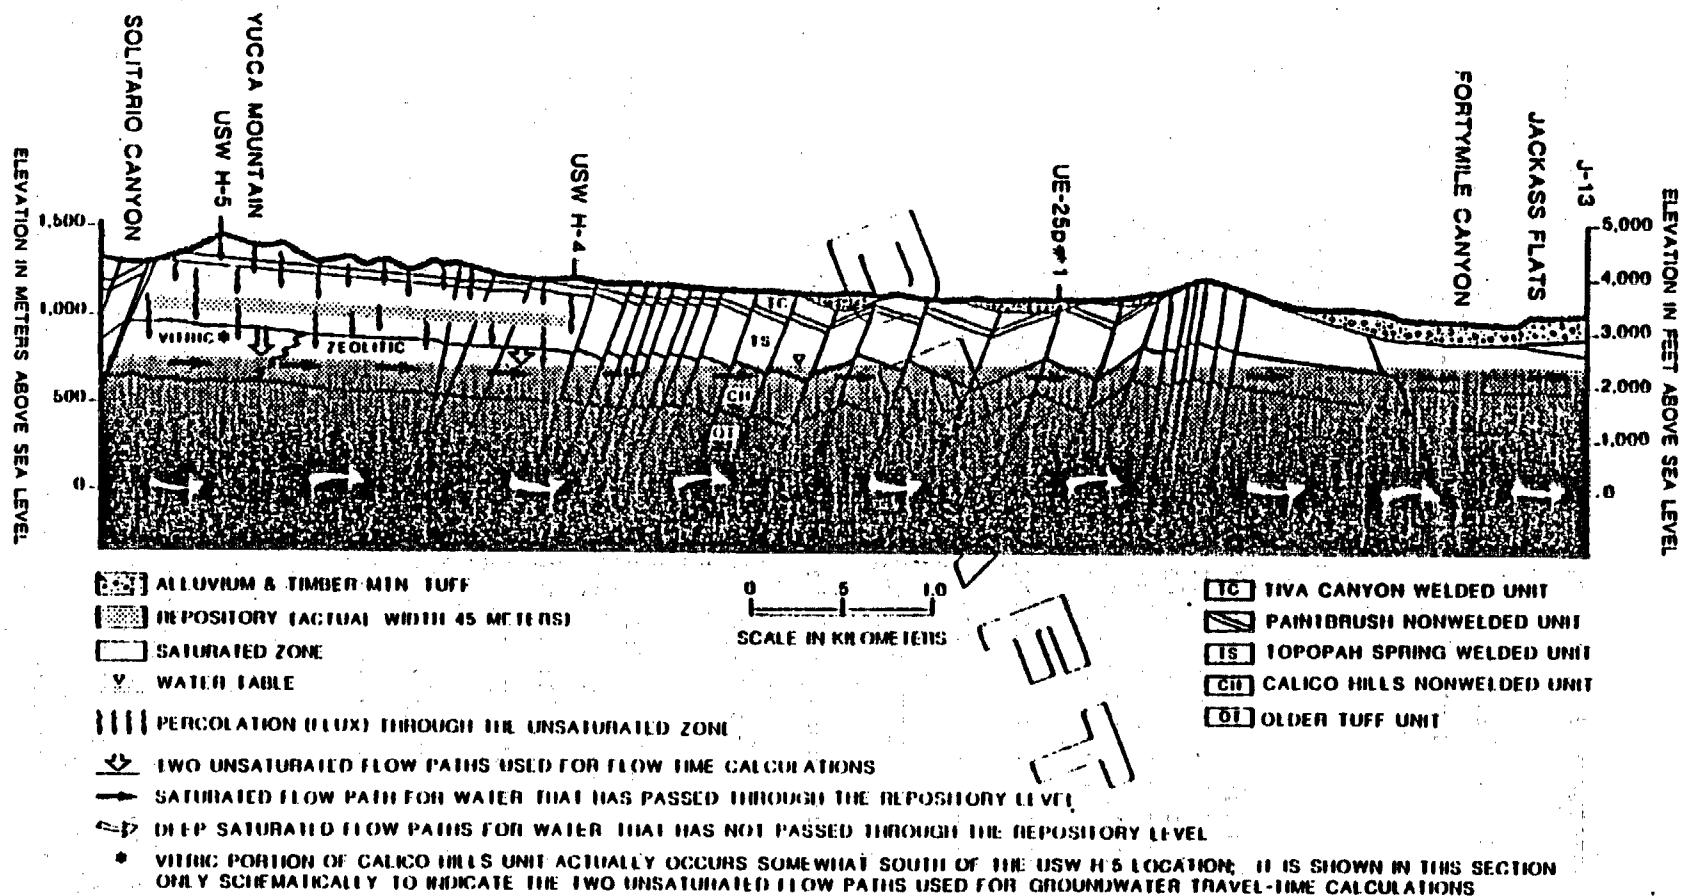 SOLITARIO CANYON
USW H-5
YUCCA MOUNTAIN
USW H-4
UE-25p#1
FORTYMILE CANYON
JACKASS FLATS
J-13
ELEVATION IN METERS ABOVE SEA LEVEL
1,500
1,000
500
0
5,000
4,000
3,000
2,000
1,000
0
ELEVATION IN FEET ABOVE SEA LEVEL
VITRIC*
ZEOLITIC
TC
TS
CH
OT
ALLUVIUM & TIMBER MTN TUFF
REPOSITORY (ACTUAL WIDTH 45 METERS)
SATURATED ZONE
WATER TABLE
PERCOLATION (FLUX) THROUGH THE UNSATURATED ZONE
TWO UNSATURATED FLOW PATHS USED FOR FLOW TIME CALCULATIONS
SATURATED FLOW PATH FOR WATER THAT HAS PASSED THROUGH THE REPOSITORY LEVEL
DEEP SATURATED FLOW PATHS FOR WATER THAT HAS NOT PASSED THROUGH THE REPOSITORY LEVEL
* VITRIC PORTION OF CALICO HILLS UNIT ACTUALLY OCCURS SOMEWHAT SOUTH OF THE USW H-5 LOCATION; IT IS SHOWN IN THIS SECTION
ONLY SCHEMATICALLY TO INDICATE THE TWO UNSATURATED FLOW PATHS USED FOR GROUNDWATER TRAVEL-TIME CALCULATIONS
0 .5 1.0
SCALE IN KILOMETERS
TC TIVA CANYON WELDED UNIT
PAINTBRUSH NONWELDED UNIT
TS TOPOPAH SPRING WELDED UNIT
CH CALICO HILLS NONWELDED UNIT
OT OLDER TUFF UNIT